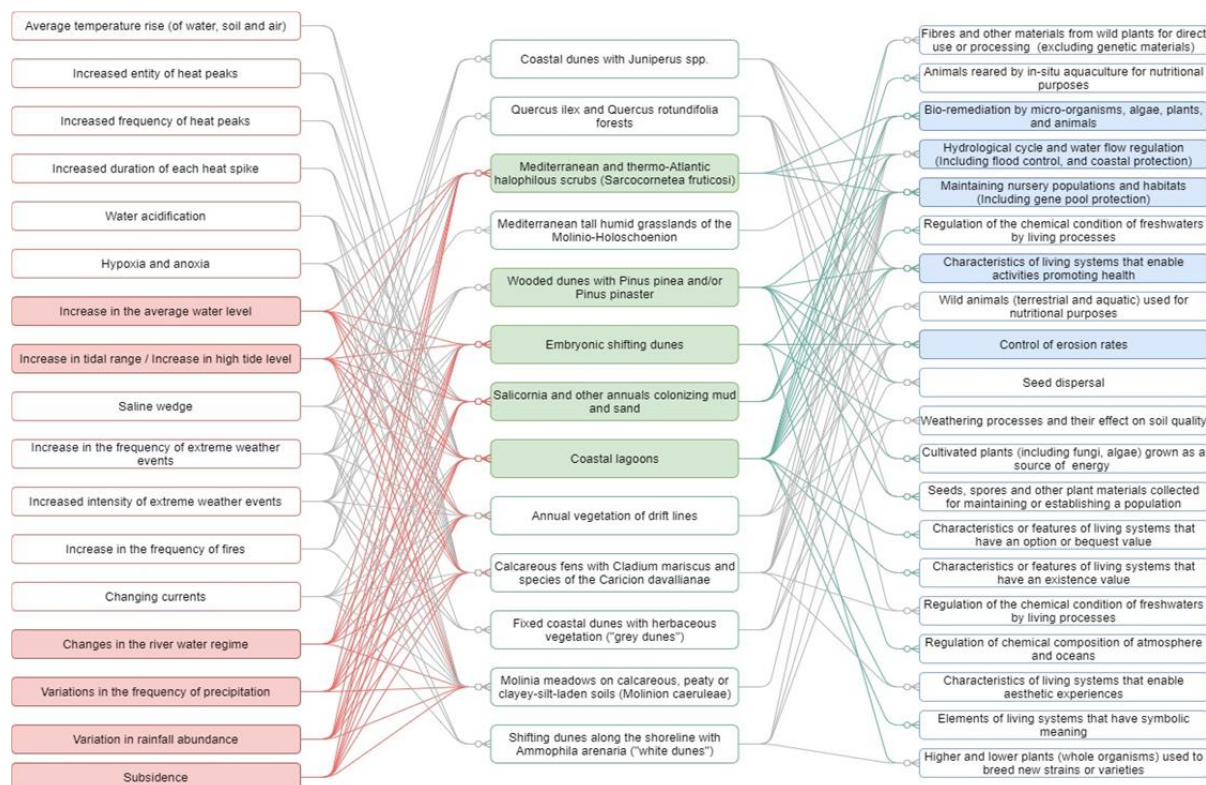 Average temperature rise (of water, soil and air)
Increased entity of heat peaks
Increased frequency of heat peaks
Increased duration of each heat spike
Water acidification
Hypoxia and anoxia
Increase in the average water level
Increase in tidal range / Increase in high tide level
Saline wedge
Increase in the frequency of extreme weather
events
Increased intensity of extreme weather events
Increase in the frequency of fires
Changing currents
Changes in the river water regime
Variations in the frequency of precipitation
Variation in rainfall abundance
Subsidence
Coastal dunes with Juniperus spp.
Quercus ilex and Quercus rotundifolia
forests
Mediterranean and thermo-Atlantic
halophilous scrubs (Sarcocornetea fruticosi)
Mediterranean tall humid grasslands of the
Molinio-Holoschoenion
Wooded dunes with Pinus pinea and/or
Pinus pinaster
Embryonic shifting dunes
Salicornia and other annuals colonizing mud
and sand
Coastal lagoons
Annual vegetation of drift lines
Calcareous fens with Cladium mariscus and
species of the Caricion davallianae
Fixed coastal dunes with herbaceous
vegetation ("grey dunes")
Molinia meadows on calcareous, peaty or
clayey-silt-laden soils (Molinion caeruleae)
Shifting dunes along the shoreline with
Ammophila arenaria ("white dunes")
Fibres and other materials from wild plants for direct
use or processing (excluding genetic materials)
Animals reared by in-situ aquaculture for nutritional
purposes
Bio-remediation by micro-organisms, algae, plants,
and animals
Hydrological cycle and water flow regulation
(Including flood control, and coastal protection)
Maintaining nursery populations and habitats
(Including gene pool protection)
Regulation of the chemical condition of freshwaters
by living processes
Characteristics of living systems that enable
activities promoting health
Wild animals (terrestrial and aquatic) used for
nutritional purposes
Control of erosion rates
Seed dispersal
Weathering processes and their effect on soil quality
Cultivated plants (including fungi, algae) grown as a
source of energy
Seeds, spores and other plant materials collected
for maintaining or establishing a population
Characteristics or features of living systems that
have an option or bequest value
Characteristics or features of living systems that
have an existence value
Regulation of the chemical condition of freshwaters
by living processes
Regulation of chemical composition of atmosphere
and oceans
Characteristics of living systems that enable
aesthetic experiences
Elements of living systems that have symbolic
meaning
Higher and lower plants (whole organisms) used to
breed new strains or varieties